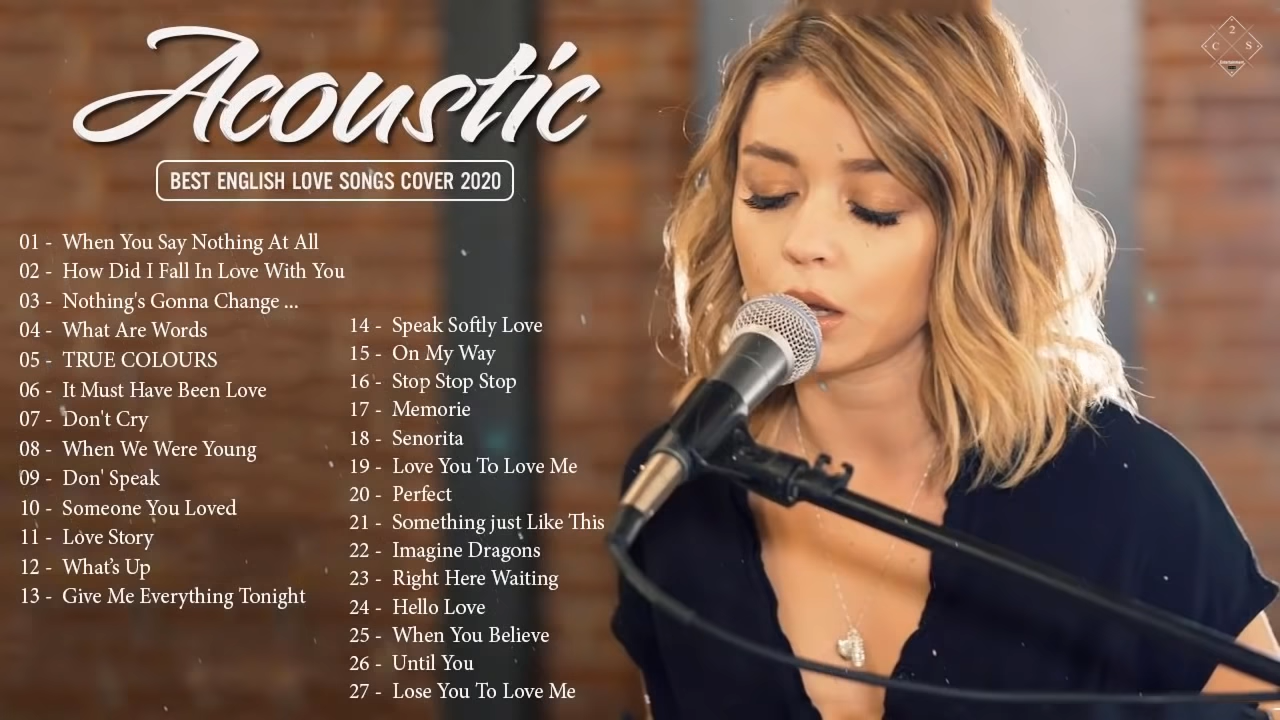 Acoustic
BEST ENGLISH LOVE SONGS COVER 2020
01 - When You Say Nothing At All
02 - How Did I Fall In Love With You
03 - Nothing's Gonna Change ...
04 - What Are Words
05 - TRUE COLOURS
06 - It Must Have Been Love
07 - Don't Cry
08 - When We Were Young
09 - Don' Speak
10 - Someone You Loved
11 - Love Story
12 - What’s Up
13 - Give Me Everything Tonight
14 - Speak Softly Love
15 - On My Way
16 - Stop Stop Stop
17 - Memorie
18 - Senorita
19 - Love You To Love Me
20 - Perfect
21 - Something just Like This
22 - Imagine Dragons
23 - Right Here Waiting
24 - Hello Love
25 - When You Believe
26 - Until You
27 - Lose You To Love Me
2
C S
Entertainment